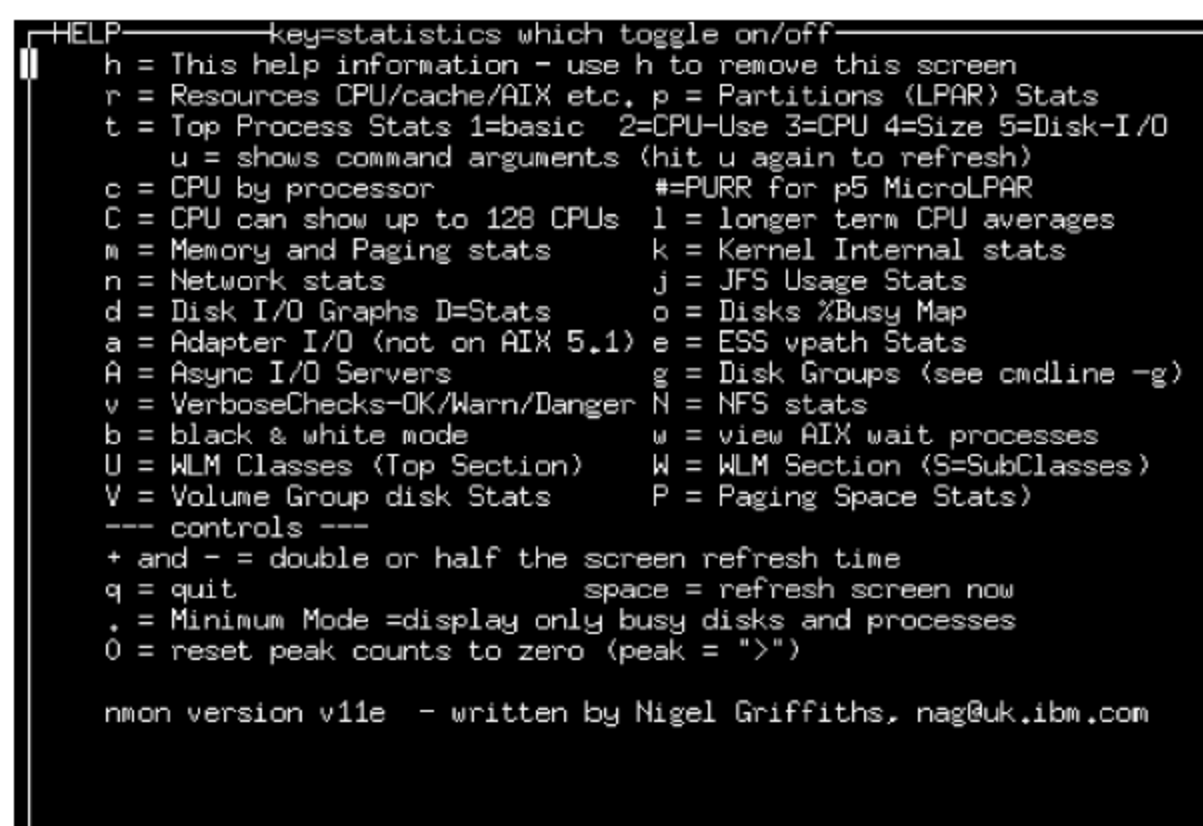 HELP key=statistics which toggle on/off
h = This help information - use h to remove this screen
r = Resources CPU/cache/AIX etc. p = Partitions (LPAR) Stats
t = Top Process Stats 1=basic 2=CPU-Use 3=CPU 4=Size 5=Disk-I/O
u = shows command arguments (hit u again to refresh)
c = CPU by processor #=PURR for p5 MicroLPAR
C = CPU can show up to 128 CPUs l = longer term CPU averages
m = Memory and Paging stats k = Kernel Internal stats
n = Network stats j = JFS Usage Stats
d = Disk I/O Graphs D=Stats o = Disks %Busy Map
a = Adapter I/O (not on AIX 5.1) e = ESS vpath Stats
A = Async I/O Servers g = Disk Groups (see cmdline -g)
v = VerboseChecks-OK/Warn/Danger N = NFS stats
b = black & white mode w = view AIX wait processes
U = WLM Classes (Top Section) W = WLM Section (S=SubClasses)
V = Volume Group disk Stats P = Paging Space Stats)
--- controls ---
+ and - = double or half the screen refresh time
q = quit space = refresh screen now
. = Minimum Mode =display only busy disks and processes
0 = reset peak counts to zero (peak = ">")
nmon version v11e - written by Nigel Griffiths, nag@uk.ibm.com